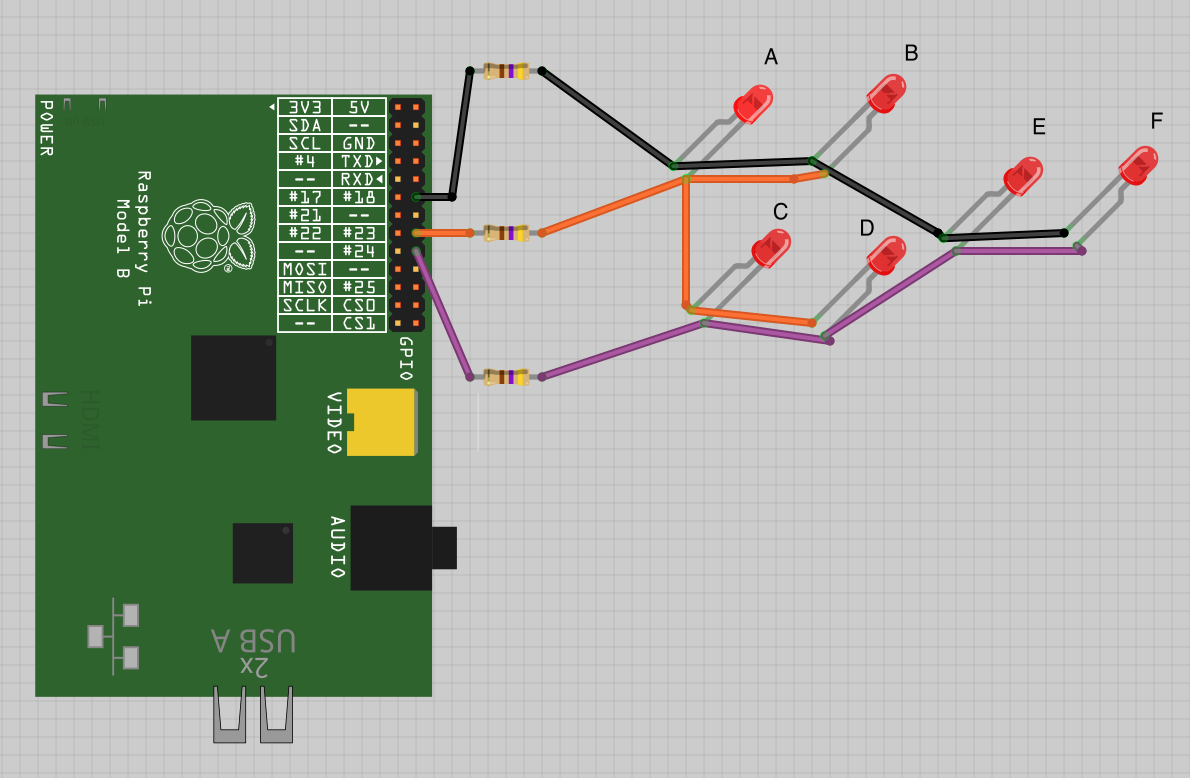 POWER
3V3 5V
SDA --
SCL GND
#4 TXD
-- RXD
#17 #18
#21 --
#22 #23
-- #24
MOSI --
MISO #25
SCLK CS0
-- CS1
Raspberry Pi
Model B
®
GPIO
HDMI
VIDEO
AUDIO
USB A
2x
A
B
E
F
C
D